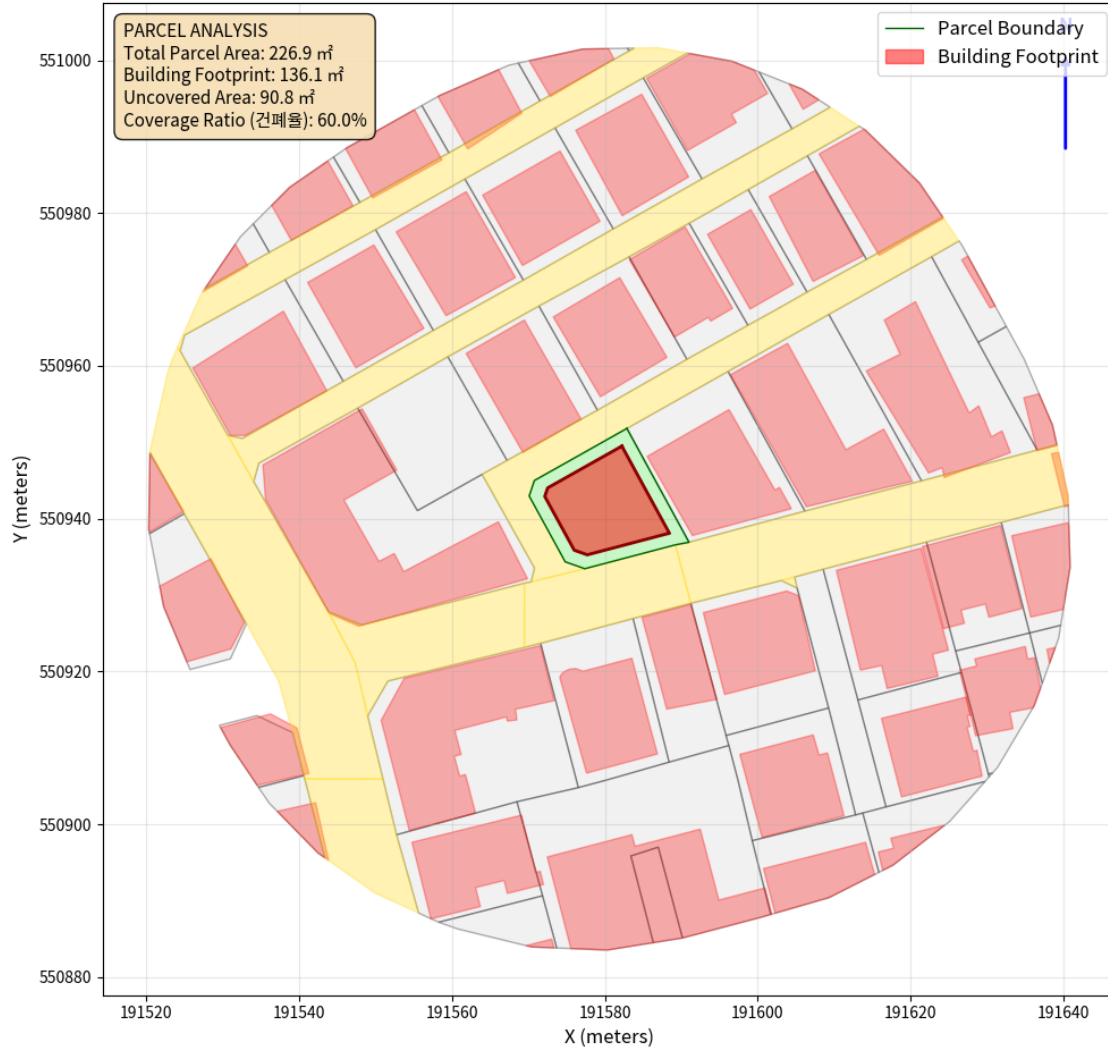 PARCEL ANALYSIS
Total Parcel Area: 226.9 ㎡
Building Footprint: 136.1 ㎡
Uncovered Area: 90.8 ㎡
Coverage Ratio (건폐율): 60.0%
Parcel Boundary
Building Footprint
N
551000
550980
550960
550940
550920
550900
550880
Y (meters)
191520
191540
191560
191580
191600
191620
191640
X (meters)